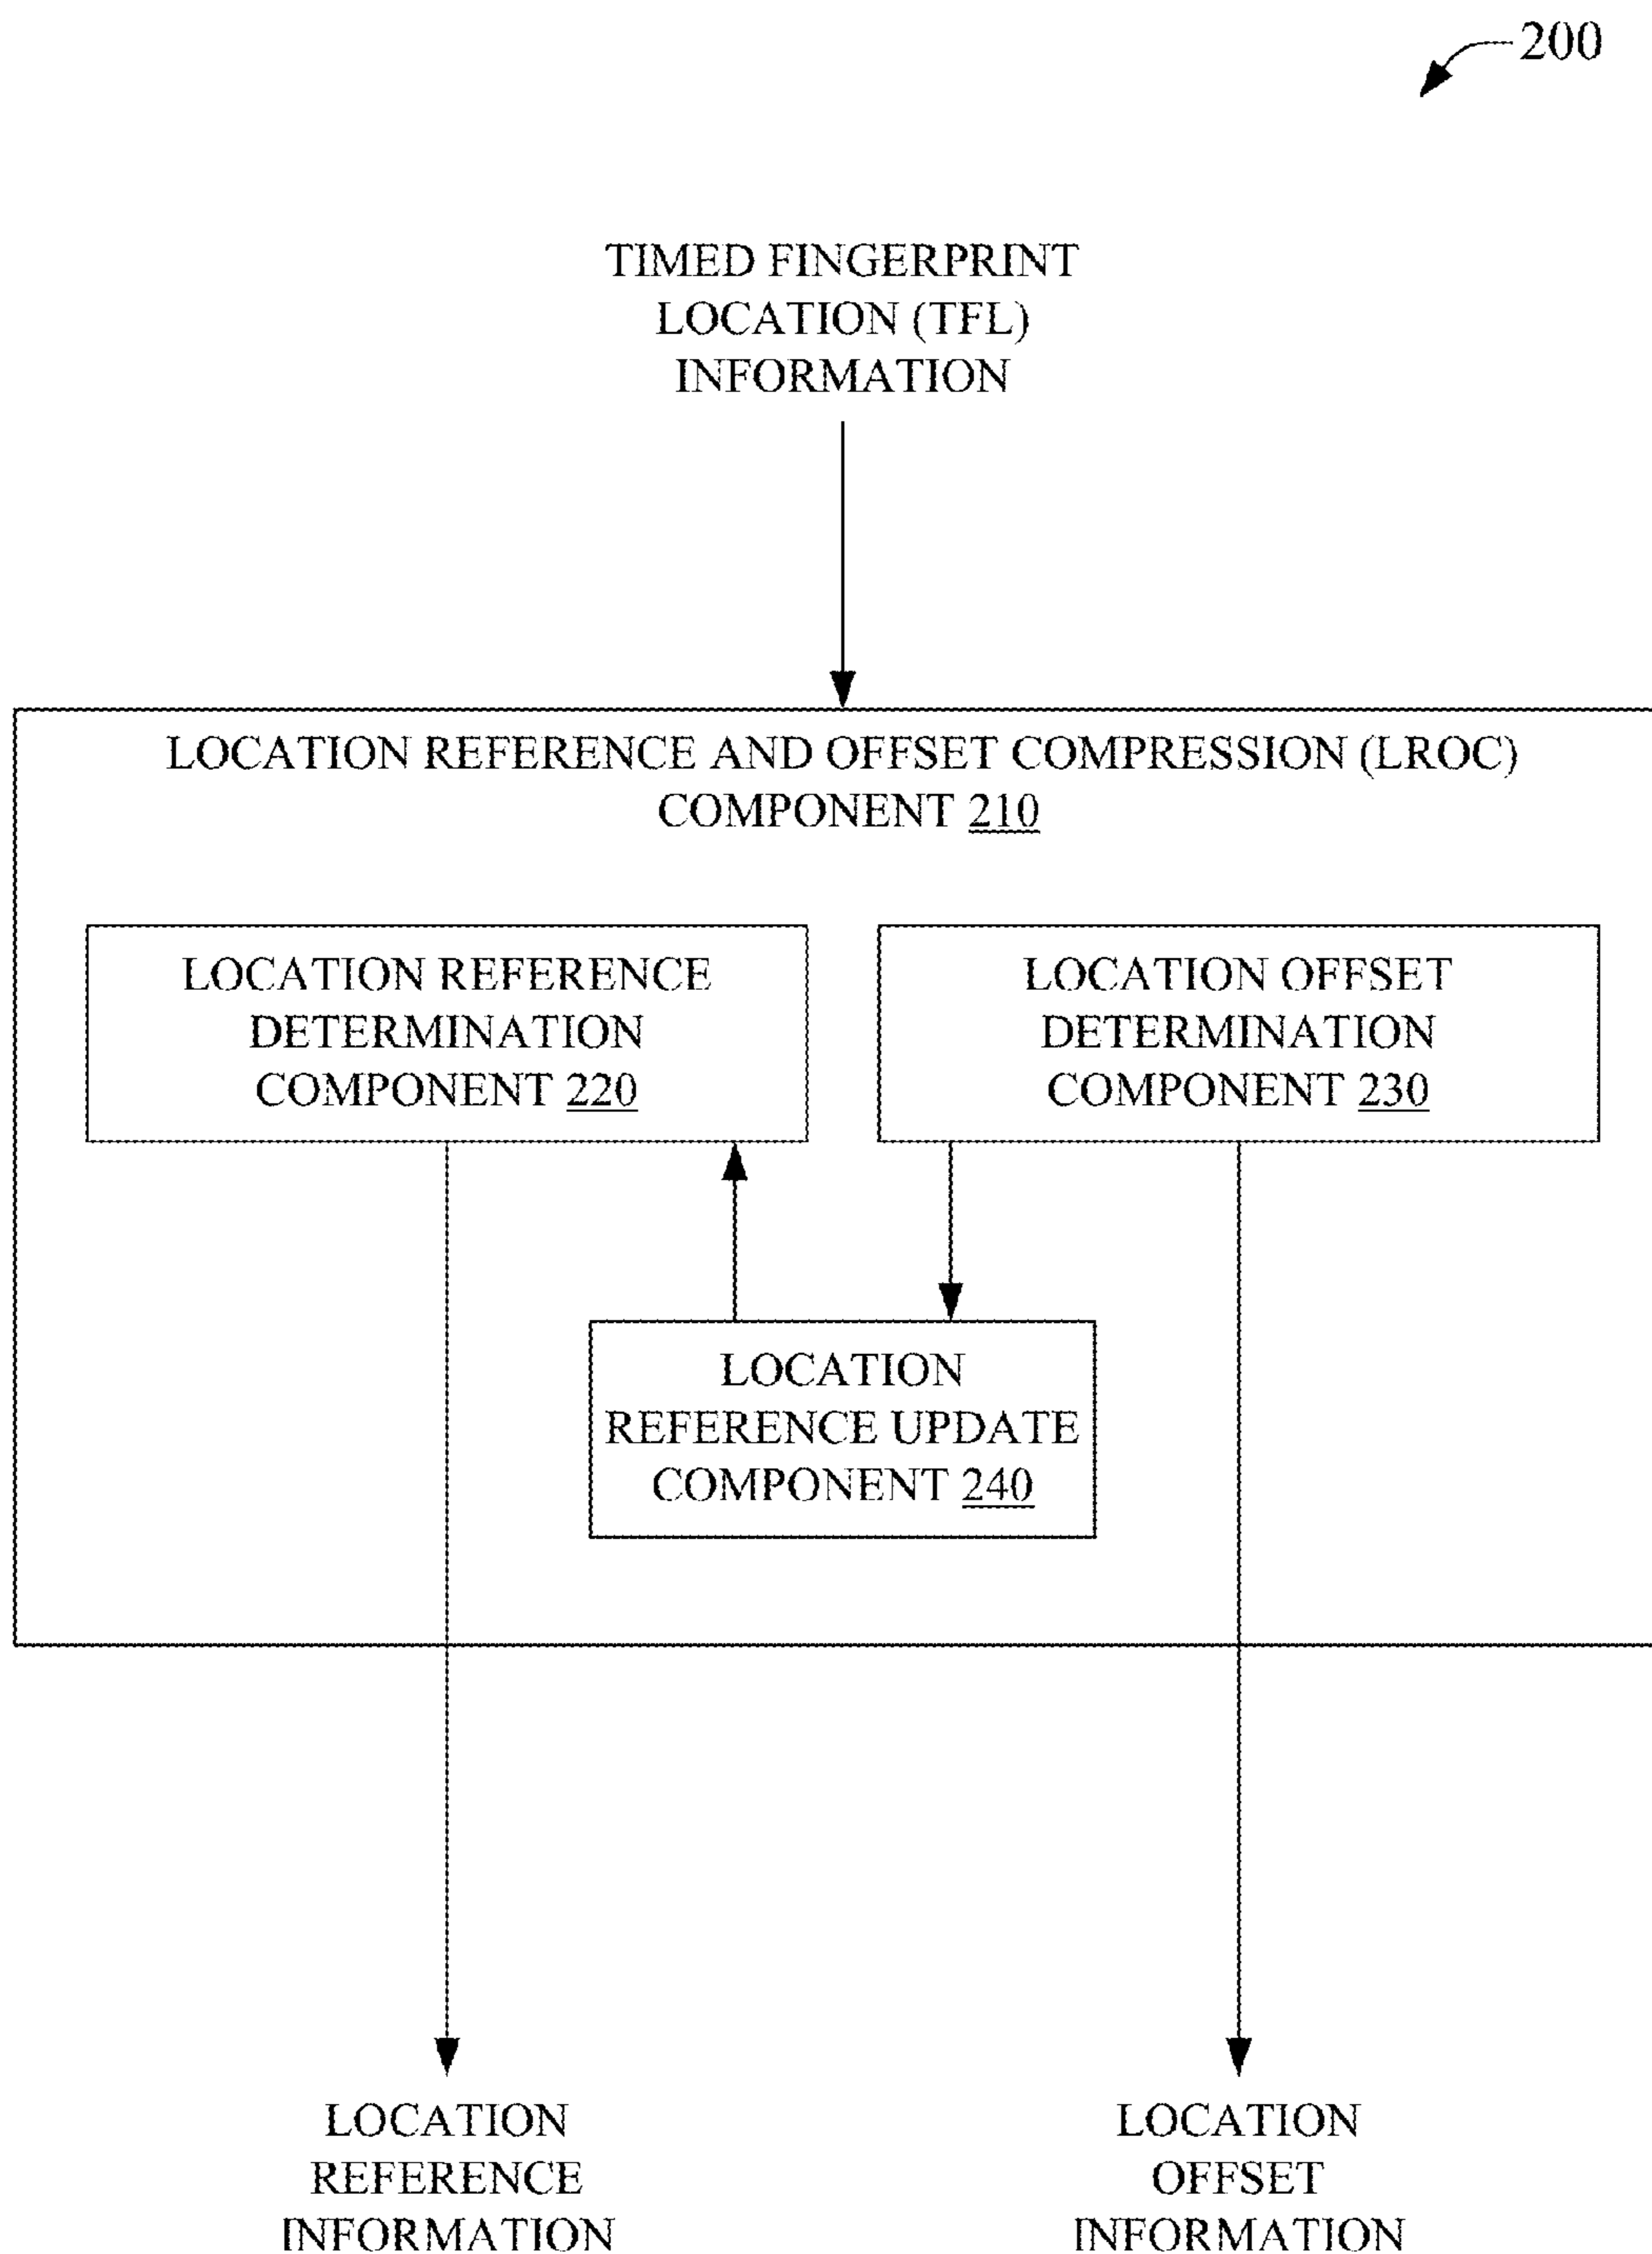 200
TIMED FINGERPRINT
LOCATION (TFL)
INFORMATION
LOCATION REFERENCE AND OFFSET COMPRESSION (LROC)
COMPONENT 210
LOCATION REFERENCE
DETERMINATION
COMPONENT 220
LOCATION OFFSET
DETERMINATION
COMPONENT 230
LOCATION
REFERENCE UPDATE
COMPONENT 240
LOCATION
REFERENCE
INFORMATION
LOCATION
OFFSET
INFORMATION